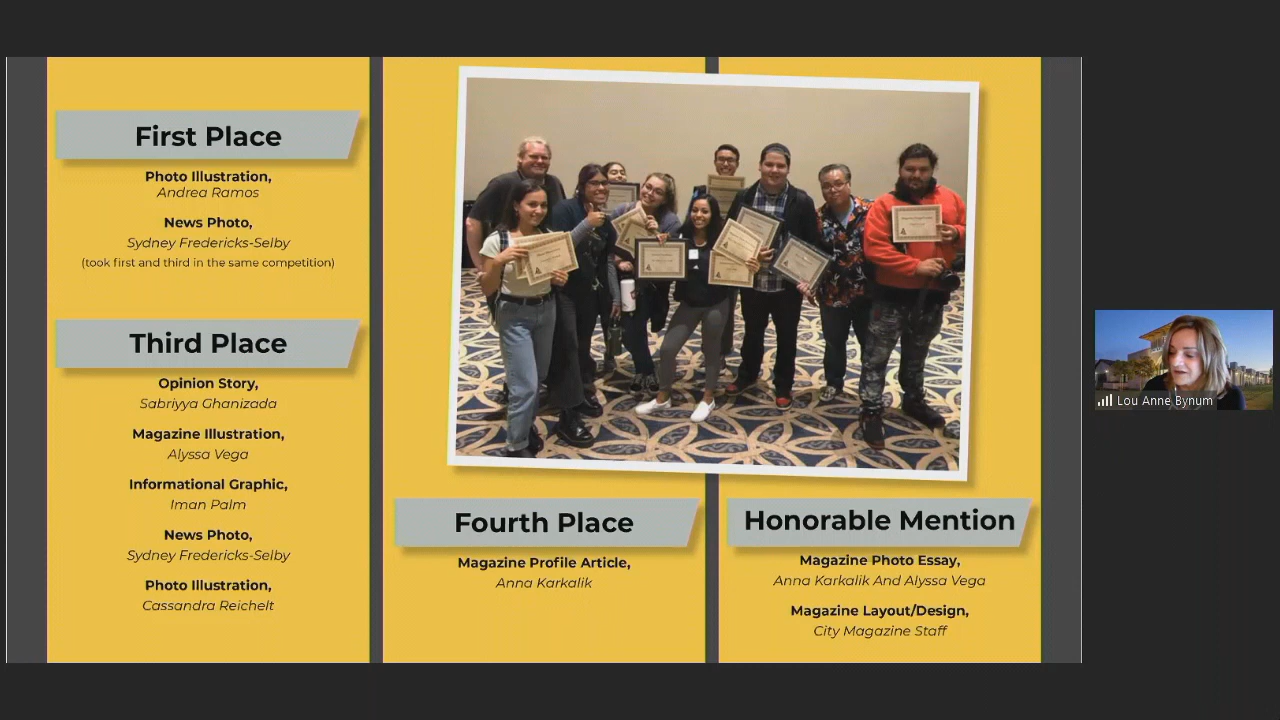 First Place
Photo Illustration,
Andrea Ramos
News Photo,
Sydney Fredericks-Selby
(took first and third in the same competition)
Third Place
Opinion Story,
Sabriyya Ghanizada
Magazine Illustration,
Alyssa Vega
Informational Graphic,
Iman Palm
News Photo,
Sydney Fredericks-Selby
Photo Illustration,
Cassandra Reichelt
Fourth Place
Magazine Profile Article,
Anna Karkalik
Honorable Mention
Magazine Photo Essay,
Anna Karkalik And Alyssa Vega
Magazine Layout/Design,
City Magazine Staff
Lou Anne Bynum